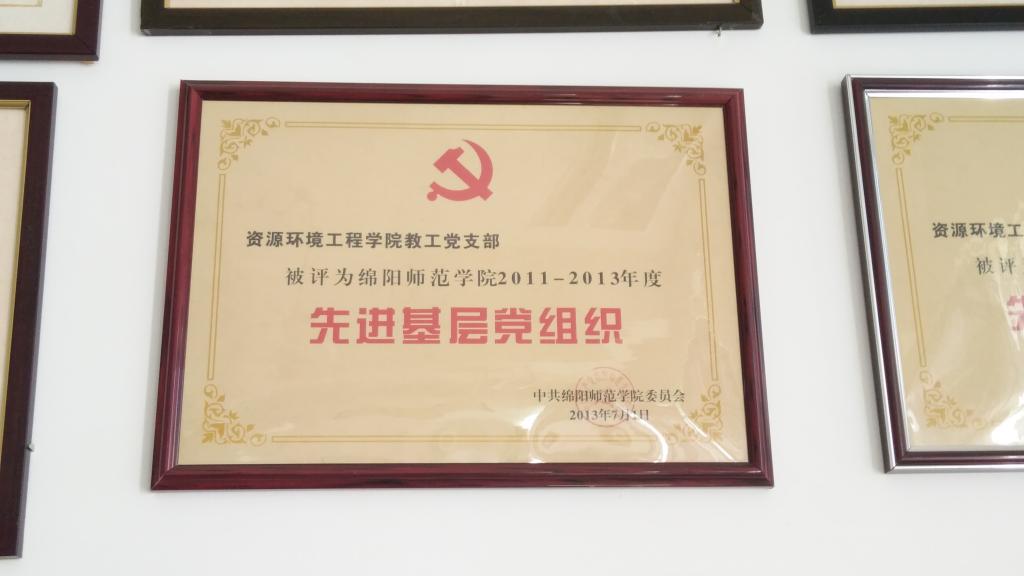 资源环境工程学院教工党支部
被评为绵阳师范学院2011-2013年度
先进基层党组织
中共绵阳师范学院委员会
2013年7月1日
资源环境工
被评